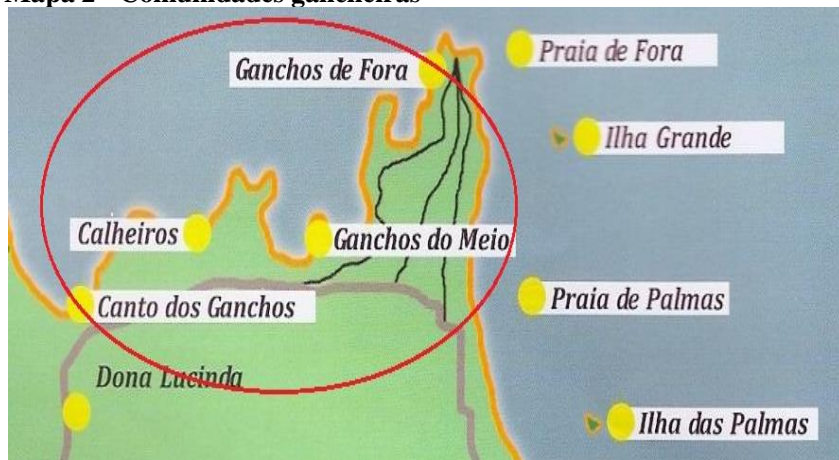 Mapa 2 - Comunidades gancheiras
Ganchos de Fora
Praia de Fora
Ilha Grande
Calheiros
Ganchos do Meio
Canto dos Ganchos
Praia de Palmas
Dona Lucinda
Ilha das Palmas